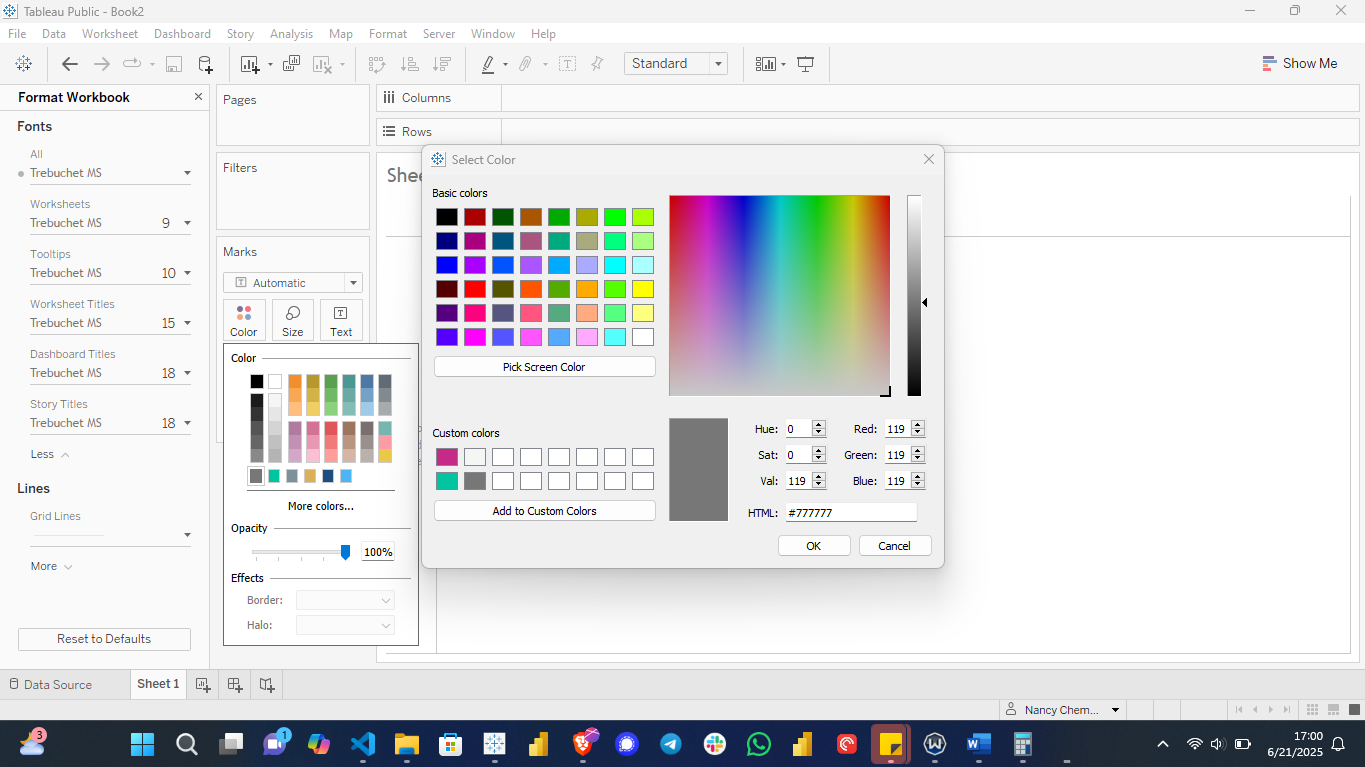 Tableau Public - Book2
File Data Worksheet Dashboard Story Analysis Map Format Server Window Help
Standard
Show Me
Format Workbook
Fonts
All
Trebuchet MS
Worksheets
Trebuchet MS 9
Tooltips
Trebuchet MS 10
Worksheet Titles
Trebuchet MS 15
Dashboard Titles
Trebuchet MS 18
Story Titles
Trebuchet MS 18
Less
Lines
Grid Lines
More
Reset to Defaults
Pages
Filters
Marks
Automatic
Color Size Text
Color
More colors...
Opacity
100%
Effects
Border:
Halo:
Columns
Rows
Select Color
Basic colors
Pick Screen Color
Custom colors
Add to Custom Colors
Hue: 0 Red: 119
Sat: 0 Green: 119
Val: 119 Blue: 119
HTML: #777777
OK Cancel
Data Source Sheet 1
Nancy Chem...
3
1
17:00
6/21/2025